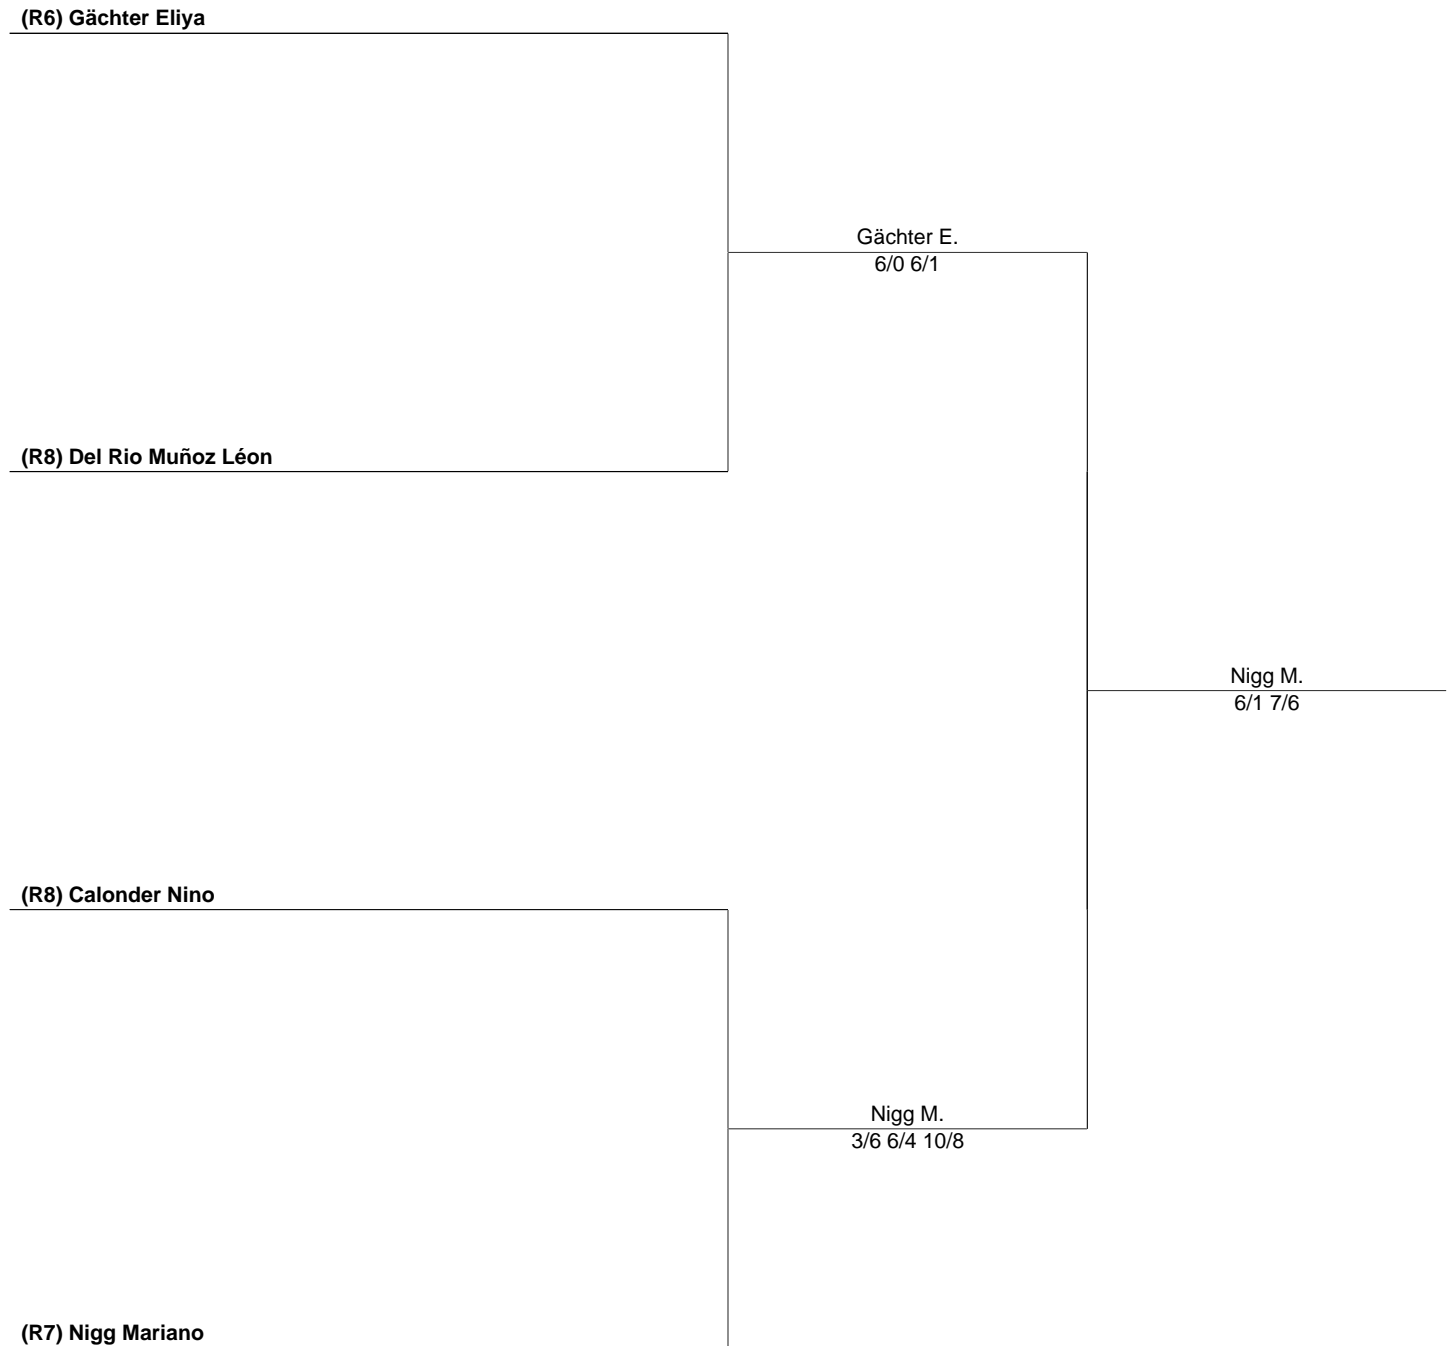 (R6) Gächter Eliya
Gächter E.
6/0 6/1
(R8) Del Rio Muñoz Léon
Nigg M.
6/1 7/6
(R8) Calonder Nino
Nigg M.
3/6 6/4 10/8
(R7) Nigg Mariano